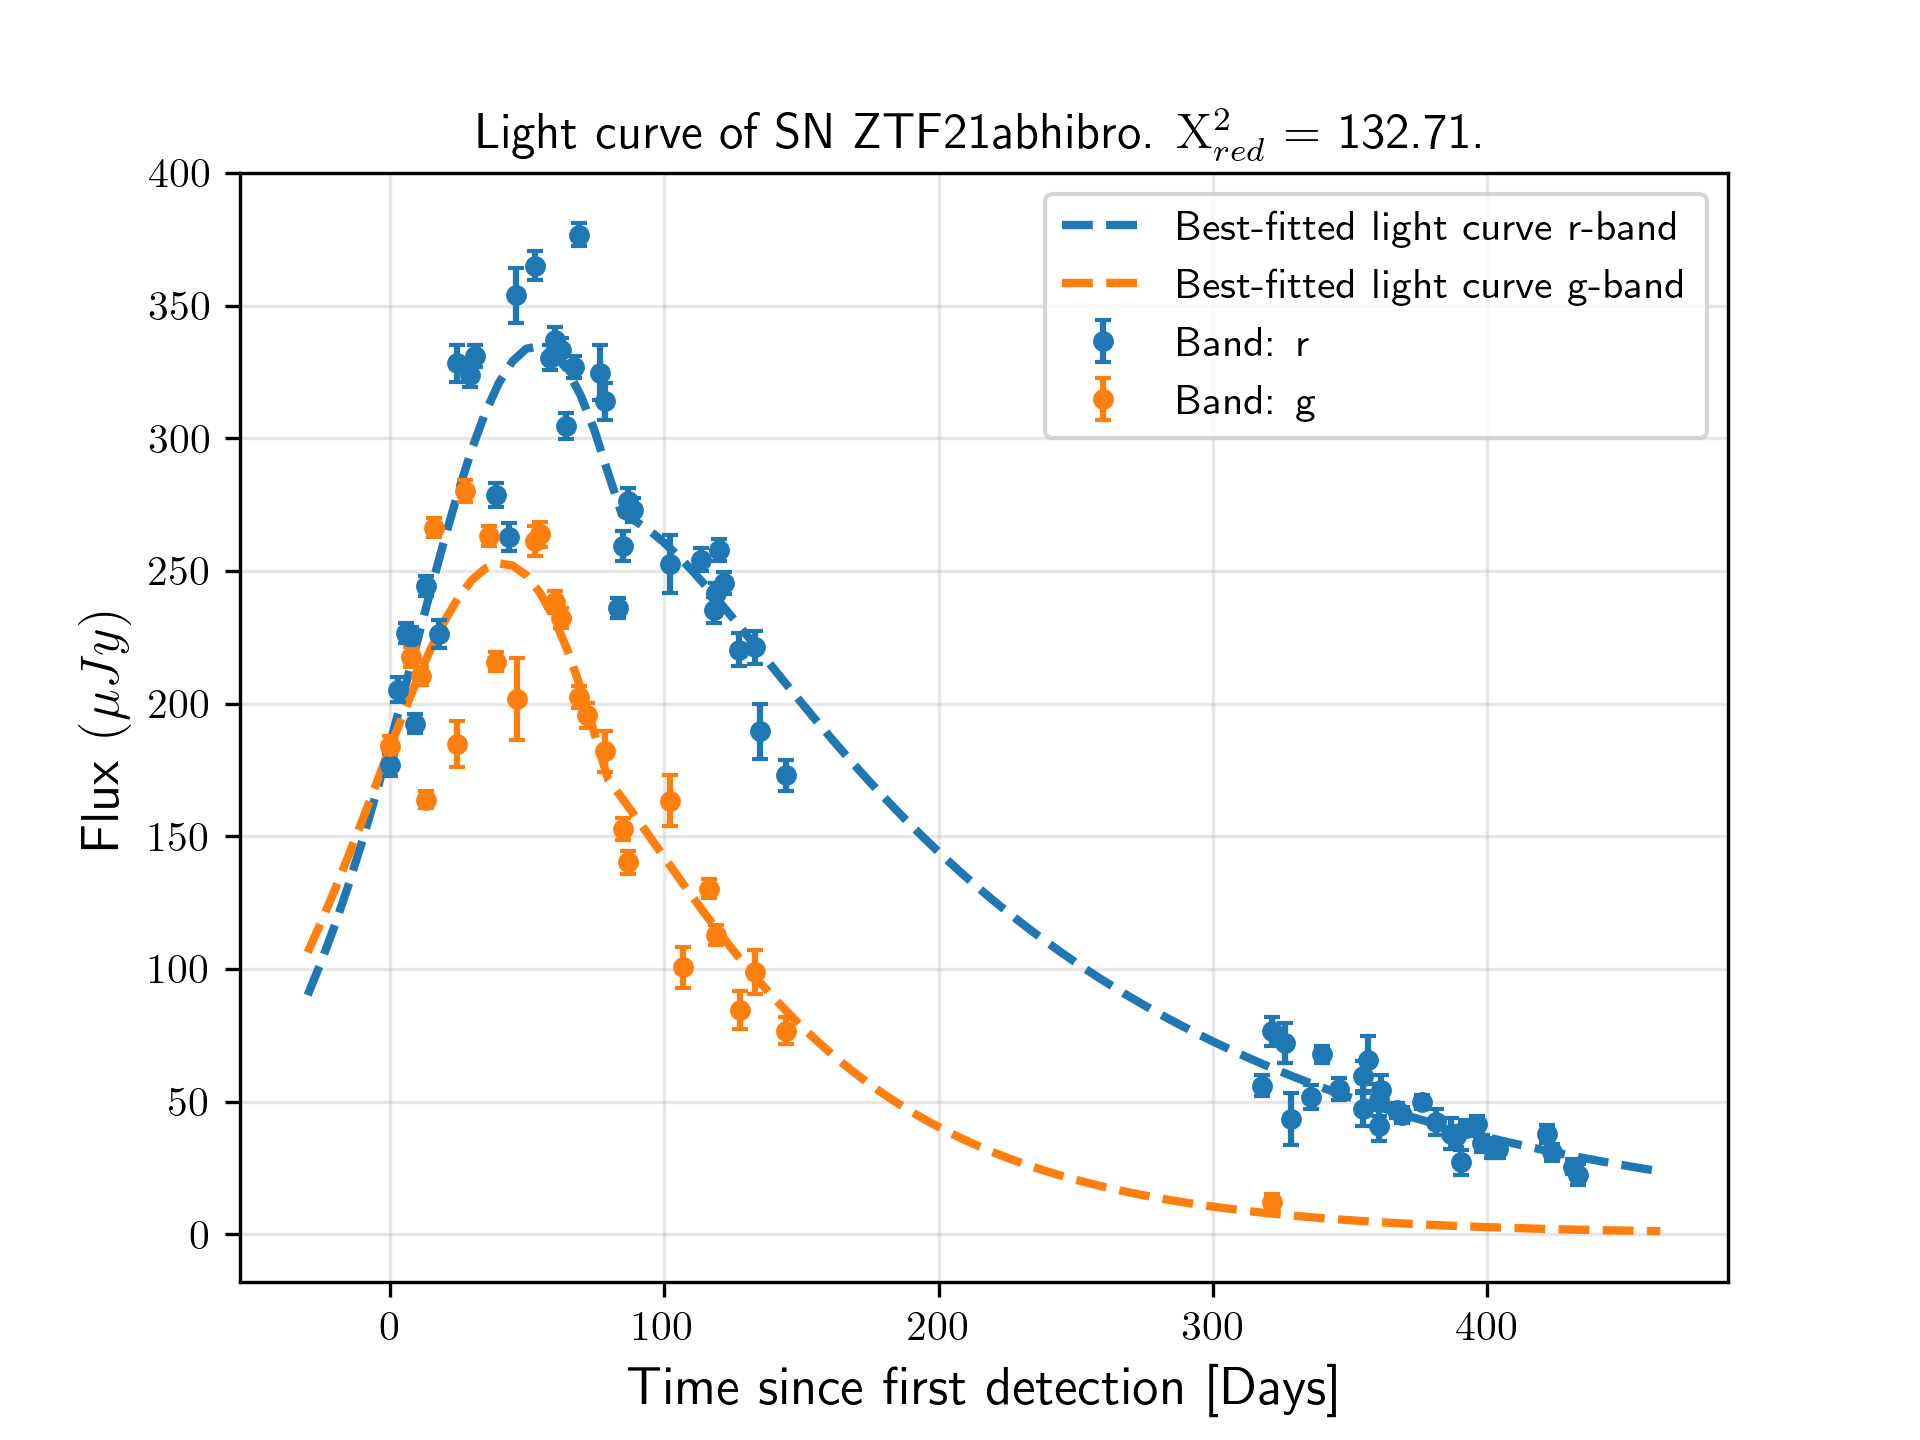 Light curve of SN ZTF21abhibro. X²_red = 132.71.
400
350
300
250
200
150
100
50
0
Flux (μJy)
Best-fitted light curve r-band
Best-fitted light curve g-band
Band: r
Band: g
0 100 200 300 400
Time since first detection [Days]